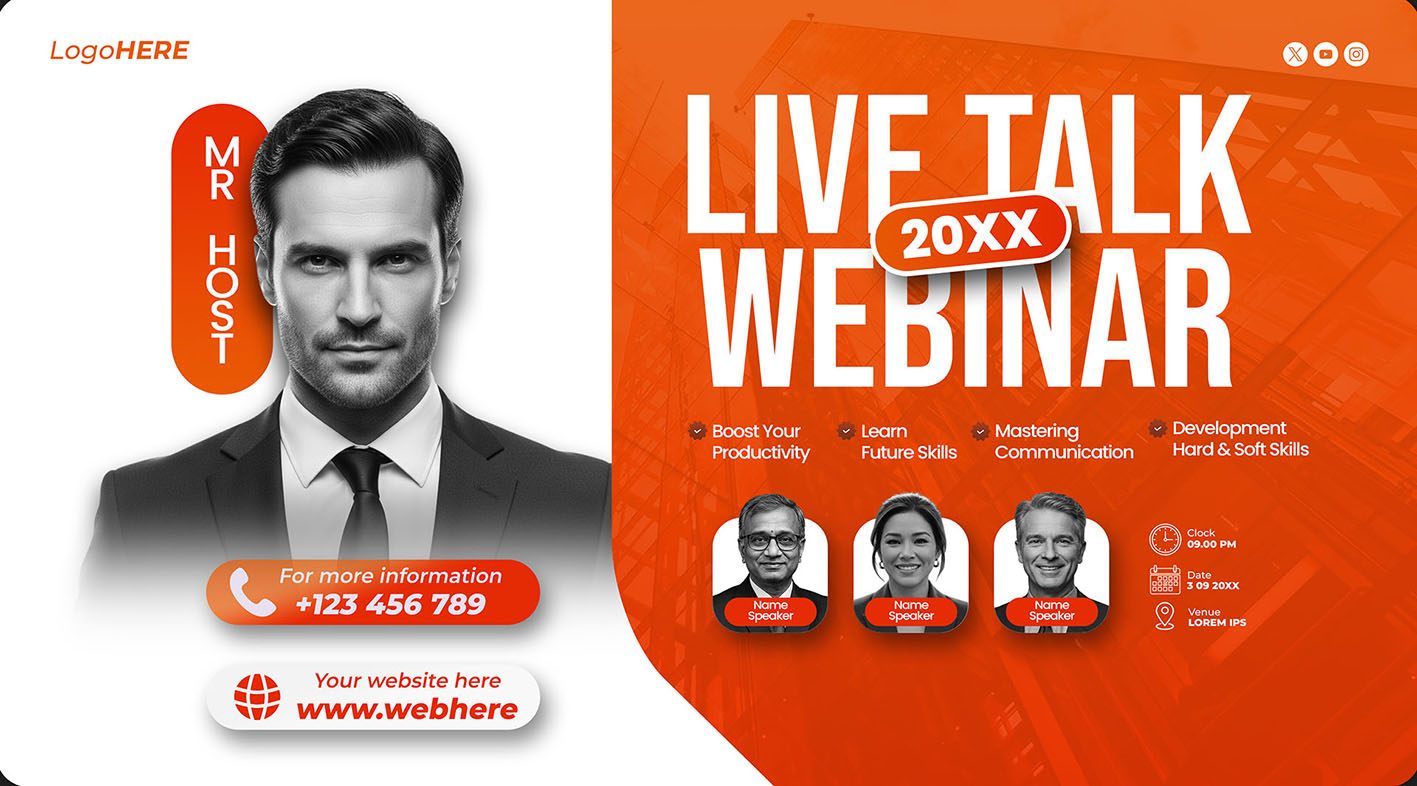 LogoHERE
MR HOST
For more information
+123 456 789
Your website here
www.webhere
LIVE TALK
20XX
WEBINAR
Boost Your
Productivity
Learn
Future Skills
Mastering
Communication
Development
Hard & Soft Skills
Name
Speaker
Name
Speaker
Name
Speaker
Clock
09.00 PM
Date
3 09 20XX
Venue
LOREM IPS